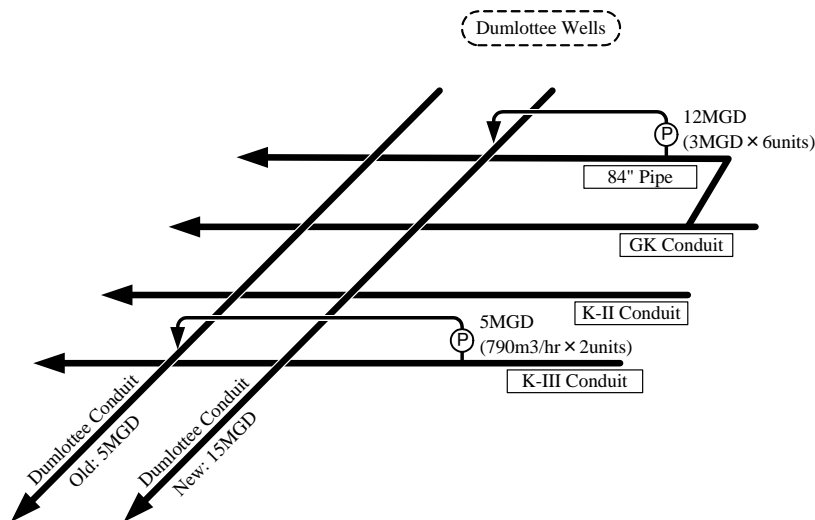 Dumlottee Wells
P
12MGD
(3MGD×6units)
84" Pipe
GK Conduit
K-II Conduit
P
5MGD
(790m3/hr×2units)
K-III Conduit
Dumlottee Conduit
Old: 5MGD
Dumlottee Conduit
New: 15MGD